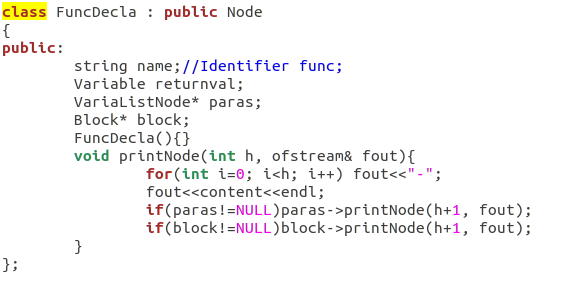 class FuncDecla : public Node
{
public:
        string name;//Identifier func;
        Variable returnval;
        VariaListNode* paras;
        Block* block;
        FuncDecla(){}
        void printNode(int h, ofstream& fout){
                for(int i=0; i<h; i++) fout<<"-";
                fout<<content<<endl;
                if(paras!=NULL)paras->printNode(h+1, fout);
                if(block!=NULL)block->printNode(h+1, fout);
        }
};